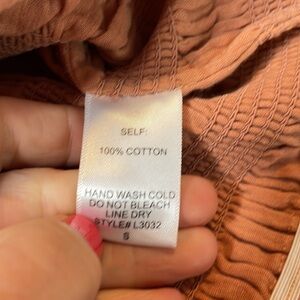 SELF:
100% COTTON
HAND WASH COLD
DO NOT BLEACH
LINE DRY
STYLE# L3032
S